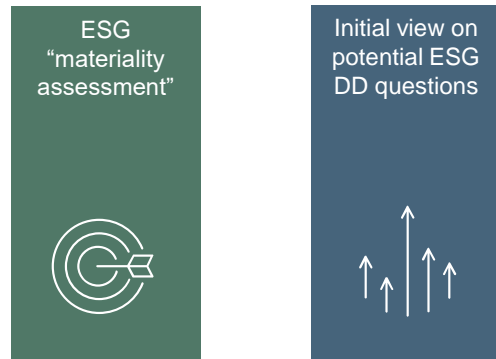 ESG
“materiality
assessment”
Initial view on
potential ESG
DD questions